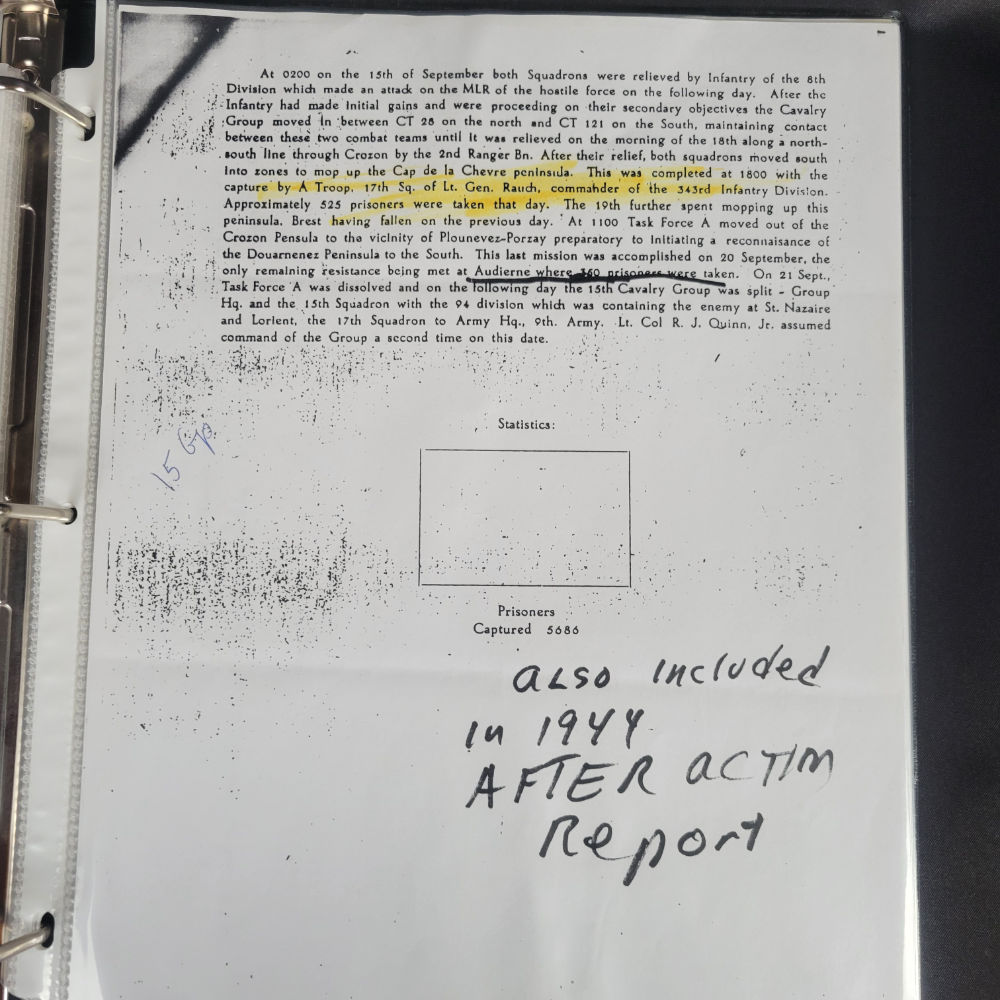 At 0200 on the 15th of September both Squadrons were relieved by Infantry of the 8th
Division which made an attack on the MLR of the hostile force on the following day. After the
Infantry had made initial gains and were proceeding on their secondary objectives the Cavalry
Group moved in between CT 28 on the north and CT 121 on the South, maintaining contact
between these two combat teams until it was relieved on the morning of the 18th along a north-
south line through Crozon by the 2nd Ranger Bn. After their relief, both squadrons moved south
into zones to mop up the Cap de la Chevre peninsula. This was completed at 1800 with the
capture by A Troop, 17th Sq. of Lt. Gen. Rauch, commander of the 343rd Infantry Division.
Approximately 525 prisoners were taken that day. The 19th further spent mopping up this
peninsula, Brest having fallen on the previous day. At 1100 Task Force A moved out of the
Crozon Pensula to the vicinity of Plounevez-Porzay preparatory to initiating a reconnaisance of
the Douarnenez Peninsula to the South. This last mission was accomplished on 20 September, the
only remaining resistance being met at Audierne where 360 prisoners were taken. On 21 Sept.,
Task Force A was dissolved and on the following day the 15th Cavalry Group was split - Group
Hq. and the 15th Squadron with the 94 division which was containing the enemy at St. Nazaire
and Lorient, the 17th Squadron to Army Hq., 9th. Army. Lt. Col R. J. Quinn, Jr. assumed
command of the Group a second time on this date.
15 Gp
Statistics:
Prisoners
Captured 5686
also included
in 1944
AFTER ACTION
Report